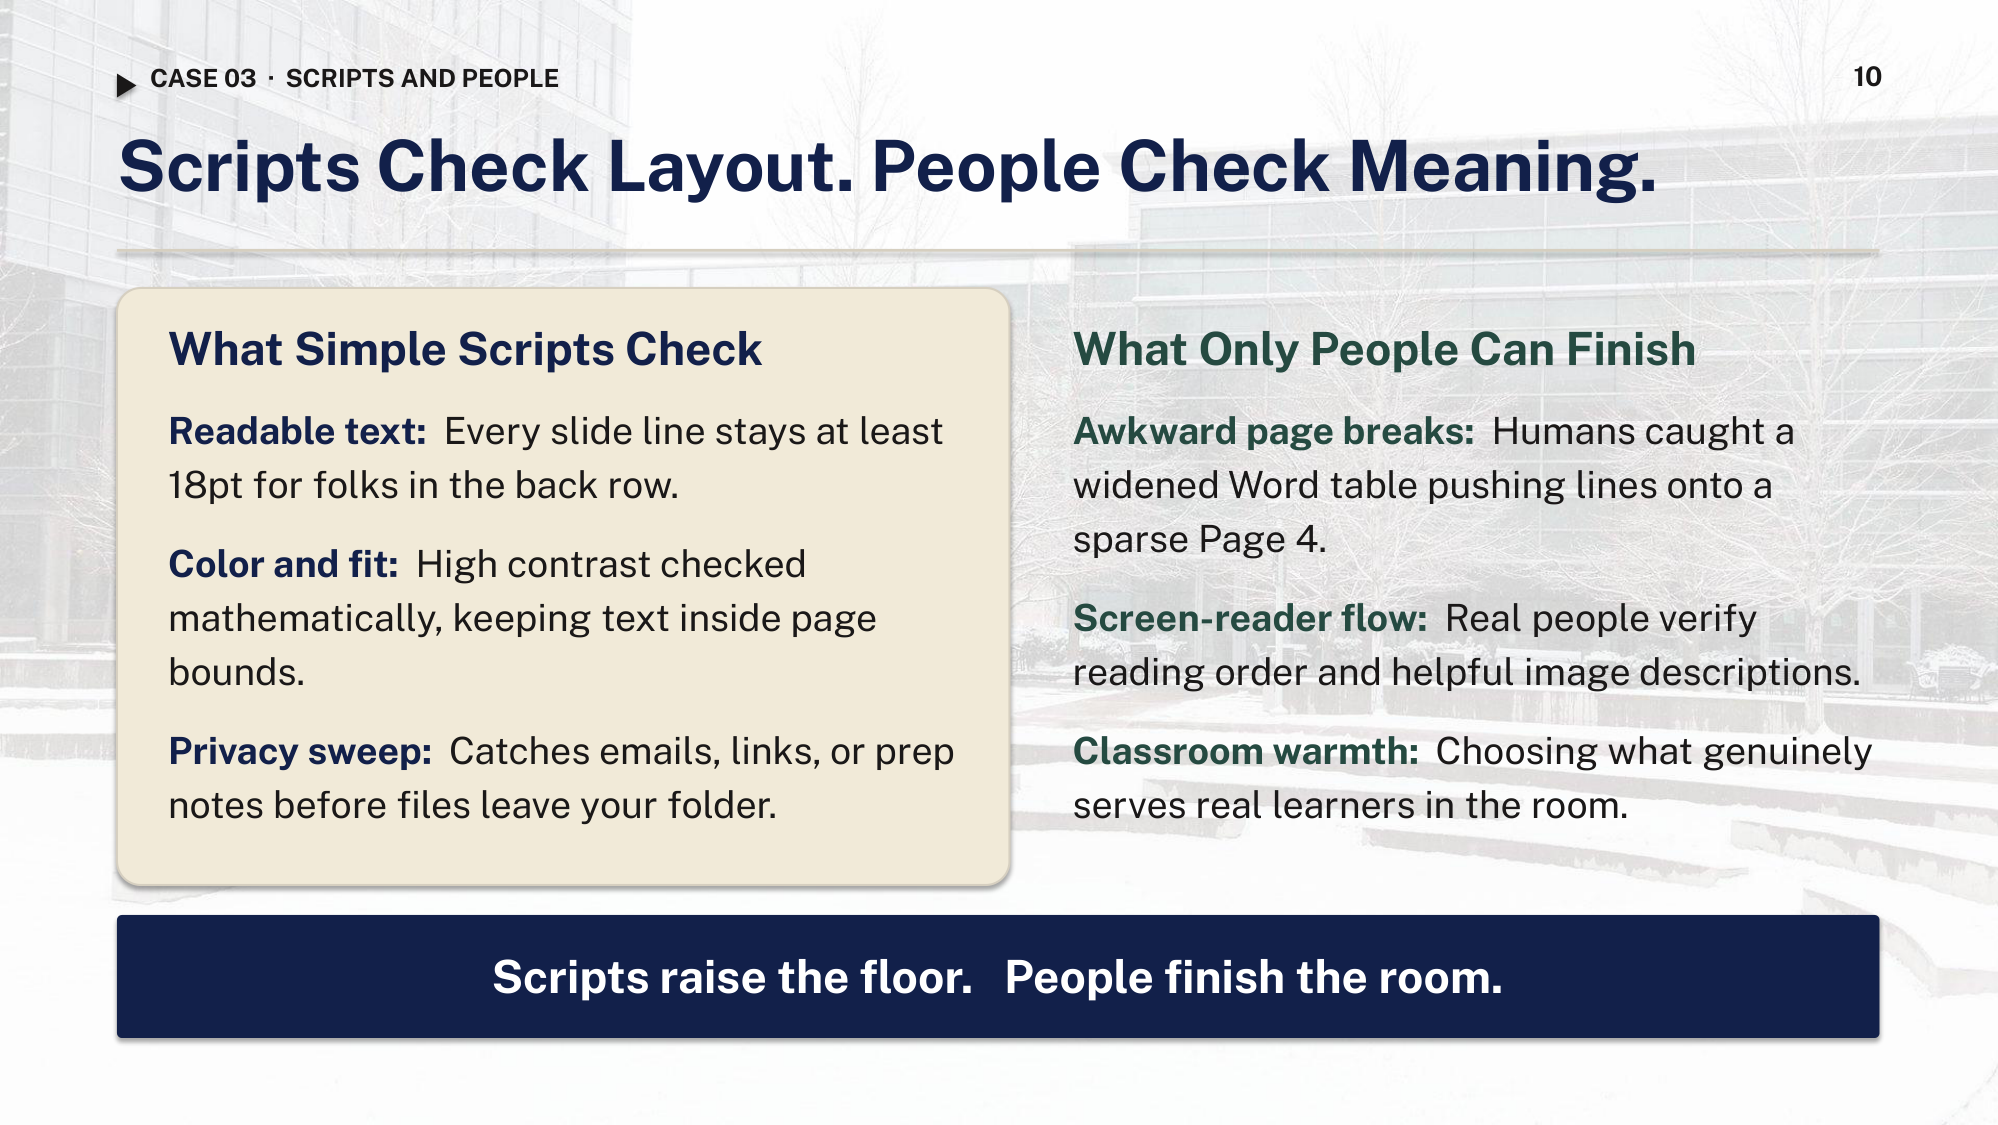 CASE 03 · SCRIPTS AND PEOPLE
10
Scripts Check Layout. People Check Meaning.
What Simple Scripts Check
Readable text: Every slide line stays at least
18pt for folks in the back row.
Color and fit: High contrast checked
mathematically, keeping text inside page
bounds.
Privacy sweep: Catches emails, links, or prep
notes before files leave your folder.
What Only People Can Finish
Awkward page breaks: Humans caught a
widened Word table pushing lines onto a
sparse Page 4.
Screen-reader flow: Real people verify
reading order and helpful image descriptions.
Classroom warmth: Choosing what genuinely
serves real learners in the room.
Scripts raise the floor. People finish the room.